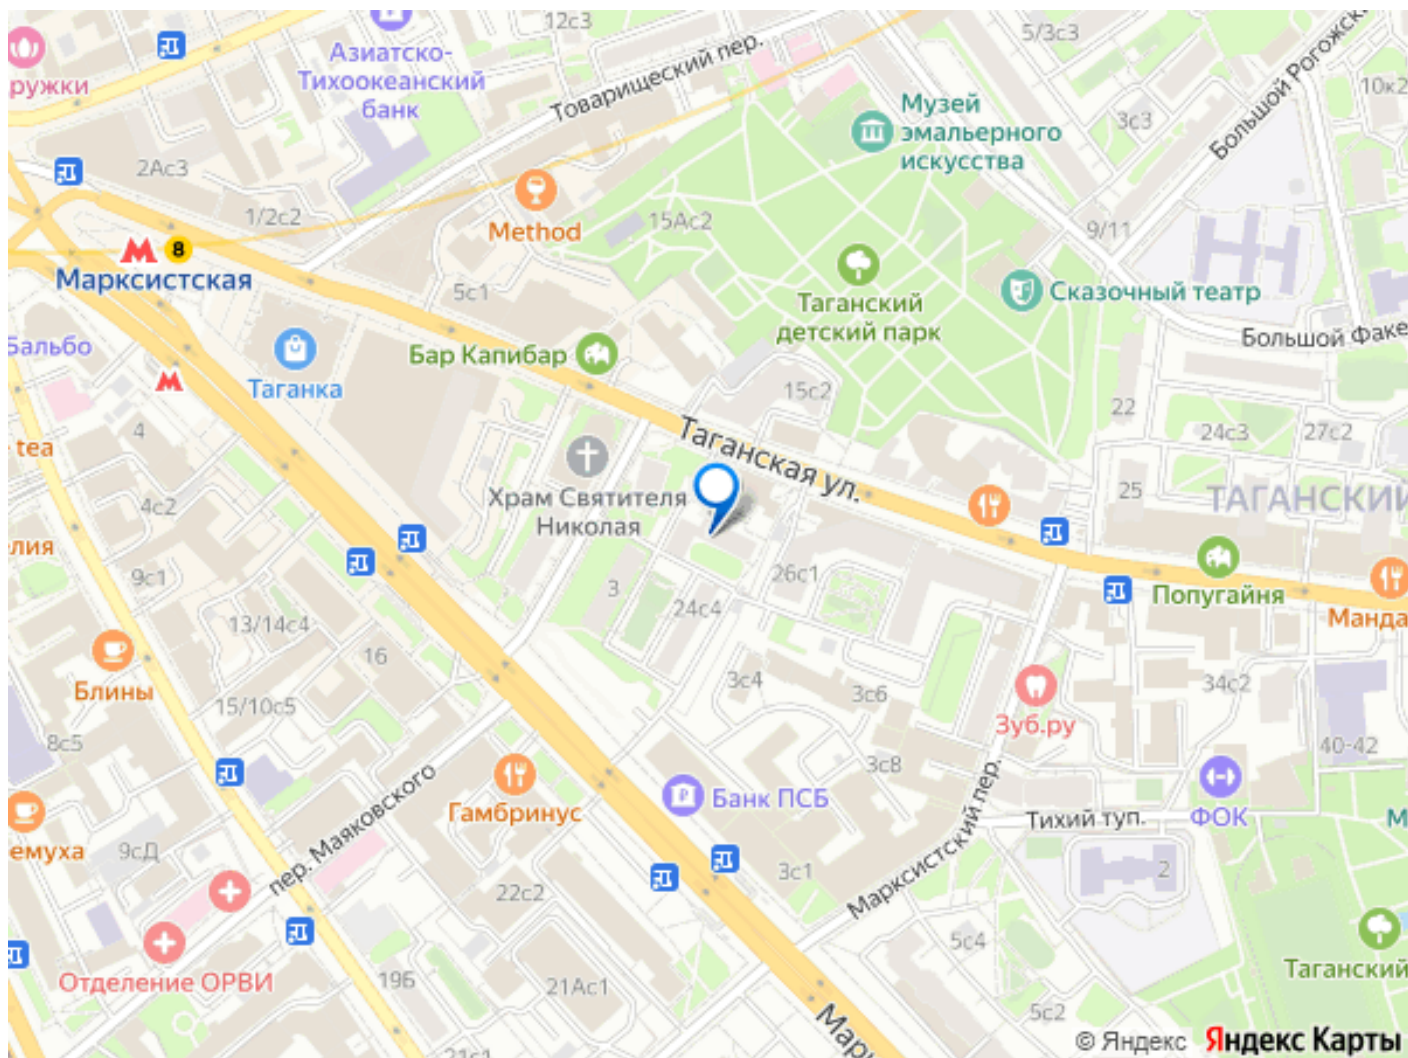 12с3
5/3с3
Азиатско-
Тихоокеанский
банк
ружки
Товарищеский пер.
Большой Рогожски
10к2
Музей
эмальерного
искусства
3с3
2Ас3
1/2с2
Method
15Ас2
9/11
М 8
Марксистская
5с1
Таганский
детский парк
Сказочный театр
Большой Факе
Бальбо
Бар Капибар
Таганка
М
15с2
22
24с3
27с2
tea
4
Таганская ул.
Храм Святителя
Николая
4с2
25
ТАГАНСКИЙ
лия
9с1
3
24с4
26с1
Попугайня
Манда
13/14с4
16
Блины
3с4
3с6
34с2
15/10с5
Зуб.ру
8с5
40-42
3с8
пер. Маяковского
Гамбринус
Банк ПСБ
Марксистский пер.
Тихий туп.
ФОК
М
емуха
9сД
3с1
2
22с2
5с4
Отделение ОРВИ
19Б
21Ас1
Таганский
5с2
Марк
21с1
© Яндекс
Яндекс Карты